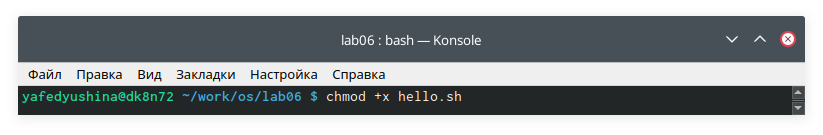 lab06 : bash — Konsole
Файл Правка Вид Закладки Настройка Справка
yafedyushina@dk8n72 ~/work/os/lab06 $ chmod +x hello.sh